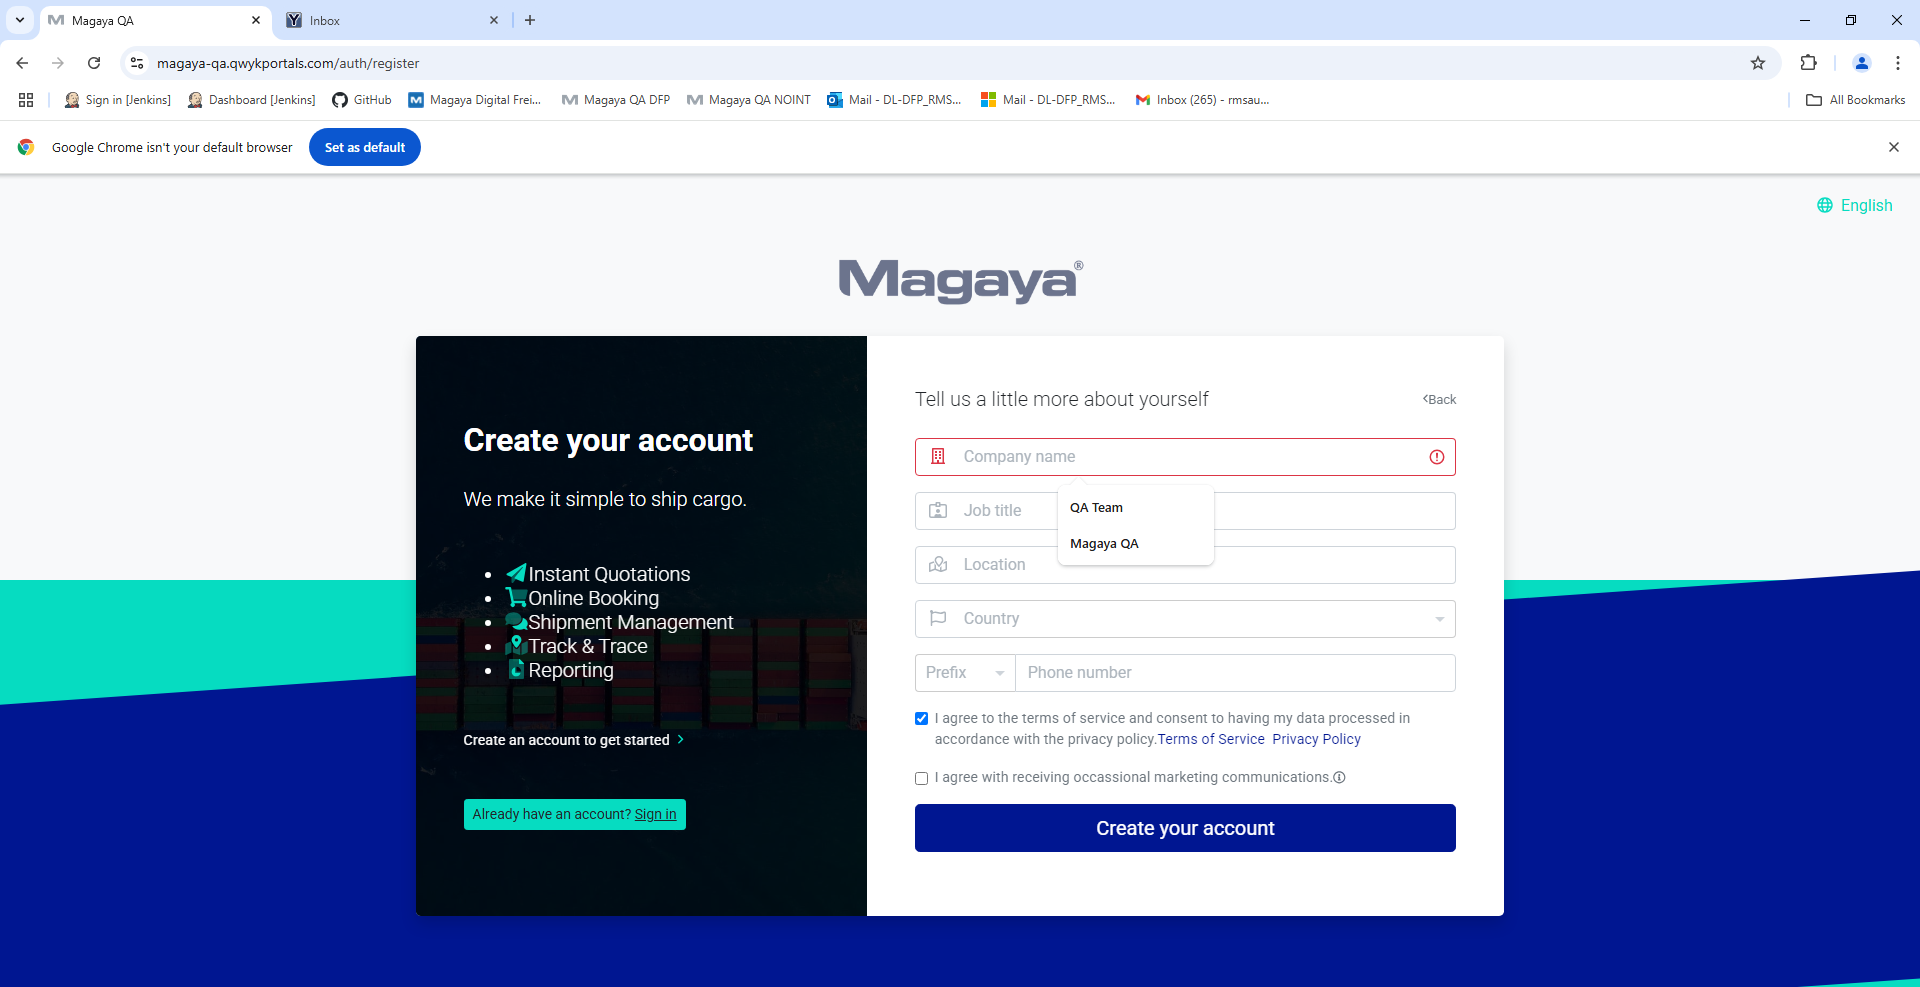 Magaya QA
Inbox
magaya-qa.qwykportals.com/auth/register
Sign in [Jenkins]
Dashboard [Jenkins]
GitHub
Magaya Digital Frei...
Magaya QA DFP
Magaya QA NOINT
Mail - DL-DFP_RMS...
Mail - DL-DFP_RMS...
Inbox (265) - rmsau...
All Bookmarks
Google Chrome isn't your default browser
Set as default
English
Magaya®
Create your account
We make it simple to ship cargo.
Instant Quotations
Online Booking
Shipment Management
Track & Trace
Reporting
Create an account to get started
Already have an account? Sign in
Tell us a little more about yourself
Back
Company name
Job title
QA Team
Magaya QA
Location
Country
Prefix
Phone number
I agree to the terms of service and consent to having my data processed in
accordance with the privacy policy.Terms of Service Privacy Policy
I agree with receiving occassional marketing communications.
Create your account